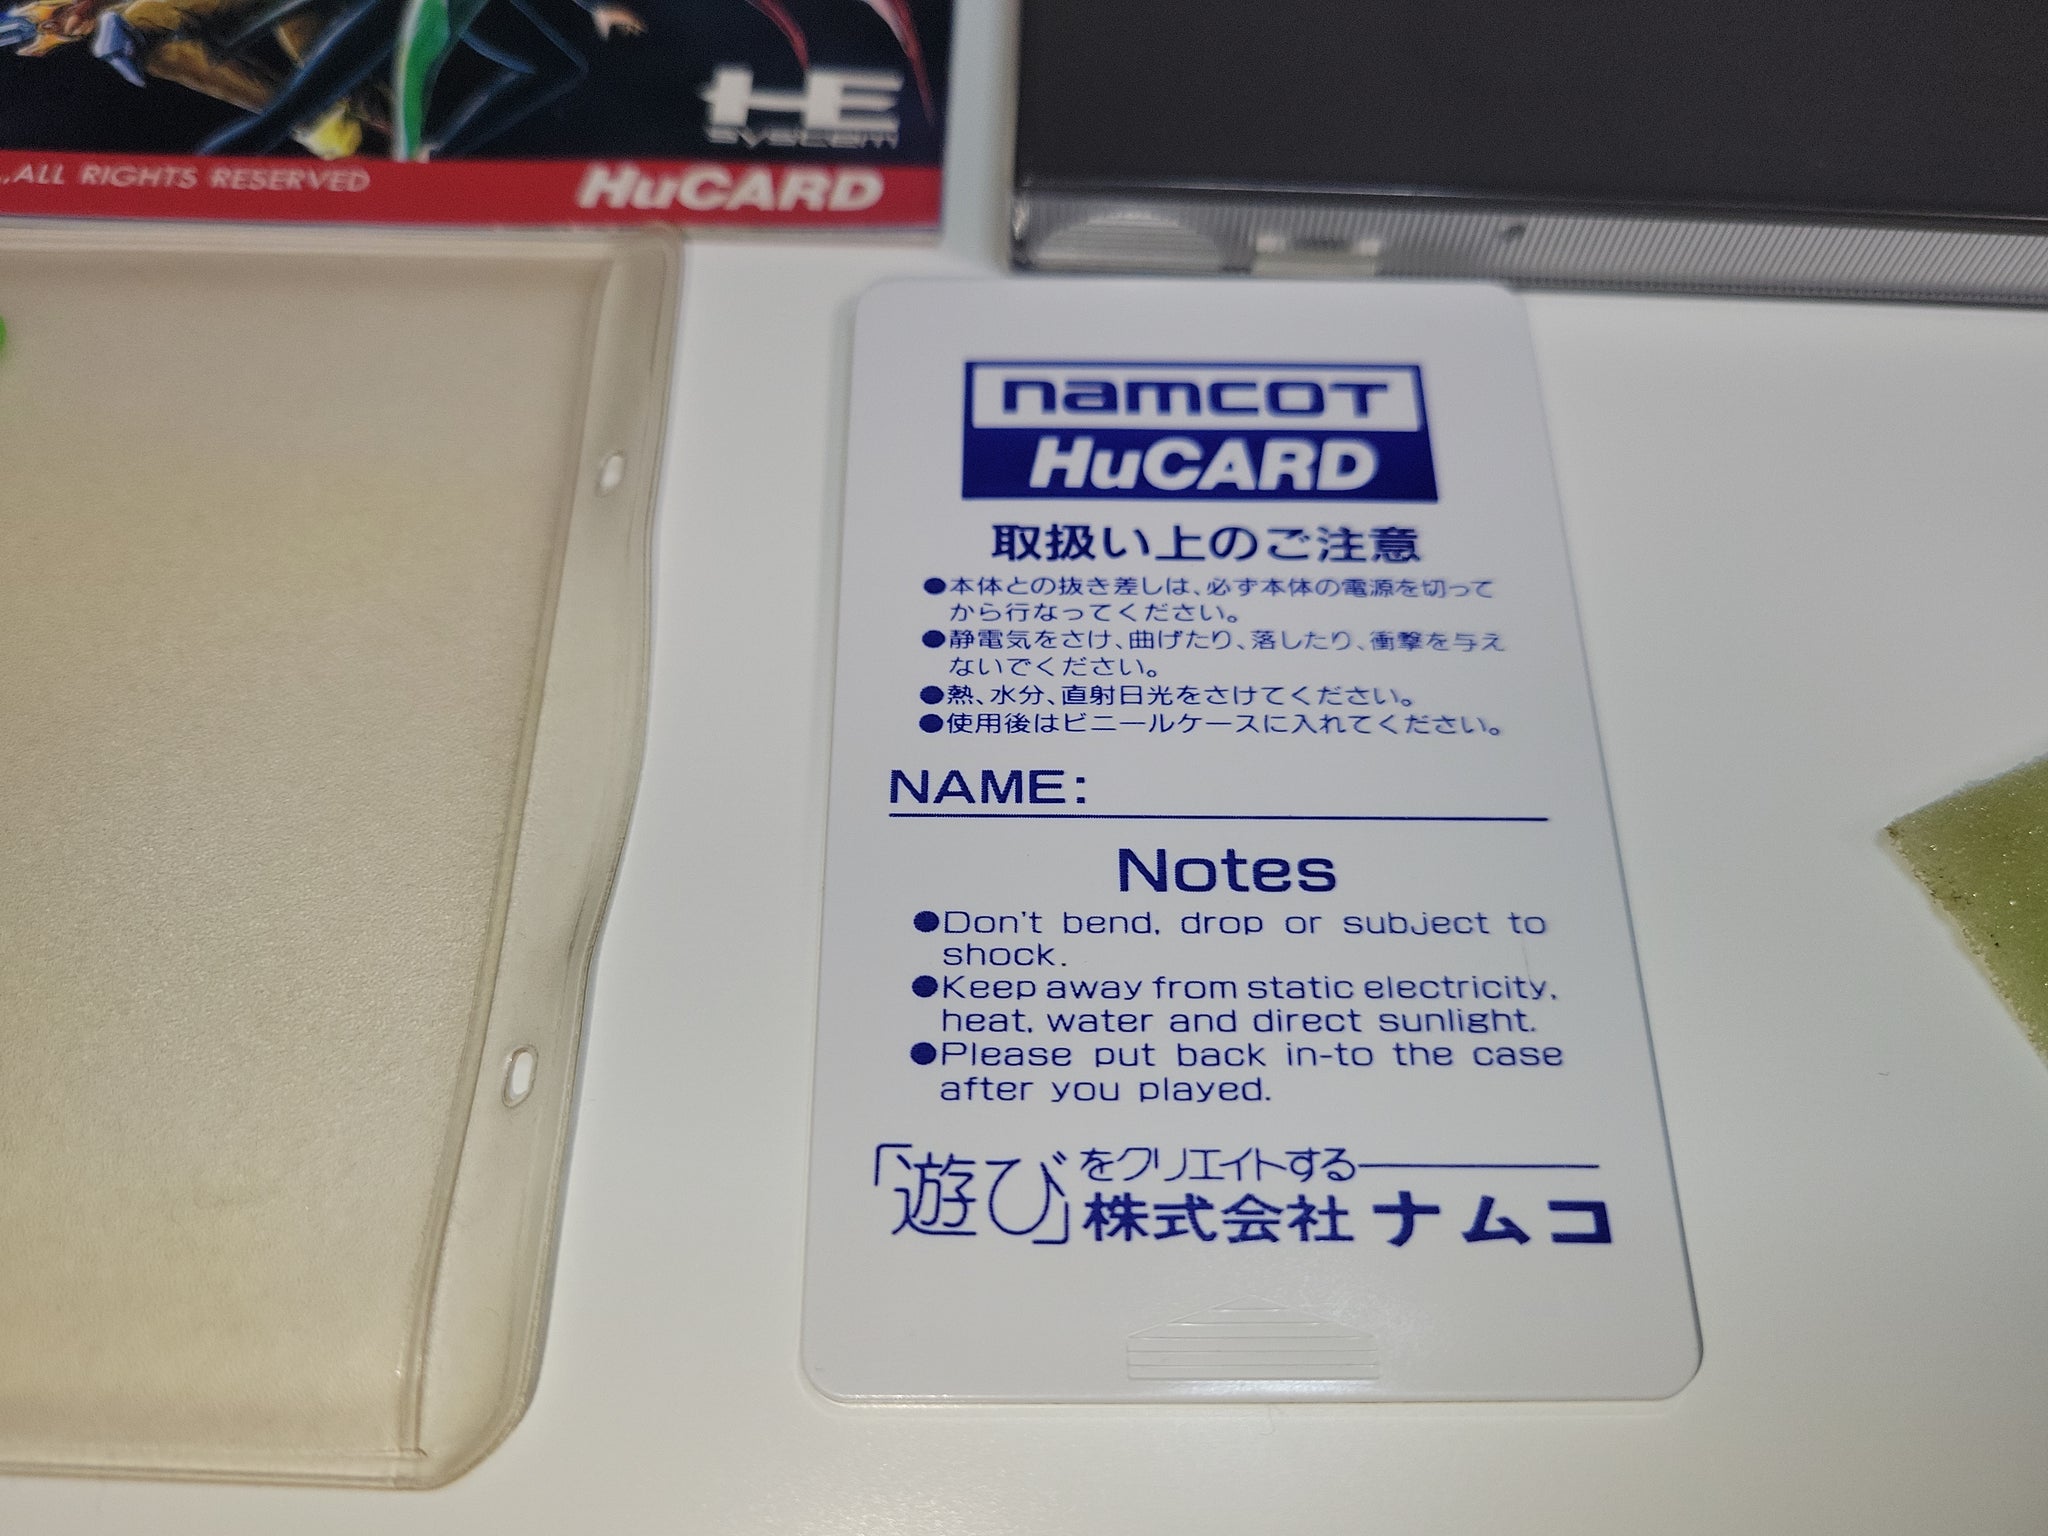 HE
SYSTEM
.,ALL RIGHTS RESERVED
HuCARD
namcot
HuCARD
取扱い上のご注意
●本体との抜き差しは、必ず本体の電源を切って
から行なってください。
●静電気をさけ、曲げたり、落したり、衝撃を与え
ないでください。
●熱、水分、直射日光をさけてください。
●使用後はビニールケースに入れてください。
NAME:
Notes
●Don't bend, drop or subject to
shock.
●Keep away from static electricity,
heat, water and direct sunlight.
●Please put back in-to the case
after you played.
「遊び」をクリエイトする
株式会社ナムコ